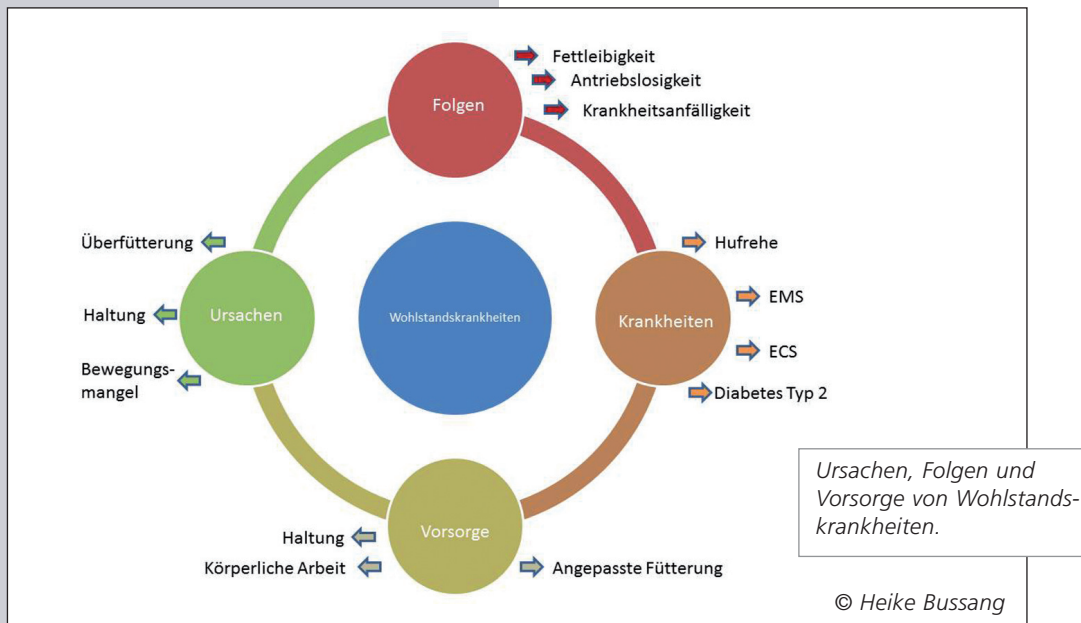 Folgen
Fettleibigkeit
Antriebslosigkeit
Krankheitsanfälligkeit
Überfütterung
Haltung
Bewegungs-
mangel
Ursachen
Wohlstandskrankheiten
Krankheiten
Hufrehe
EMS
ECS
Diabetes Typ 2
Vorsorge
Haltung
Körperliche Arbeit
Angepasste Fütterung
Ursachen, Folgen und
Vorsorge von Wohlstands-
krankheiten.
© Heike Bussang